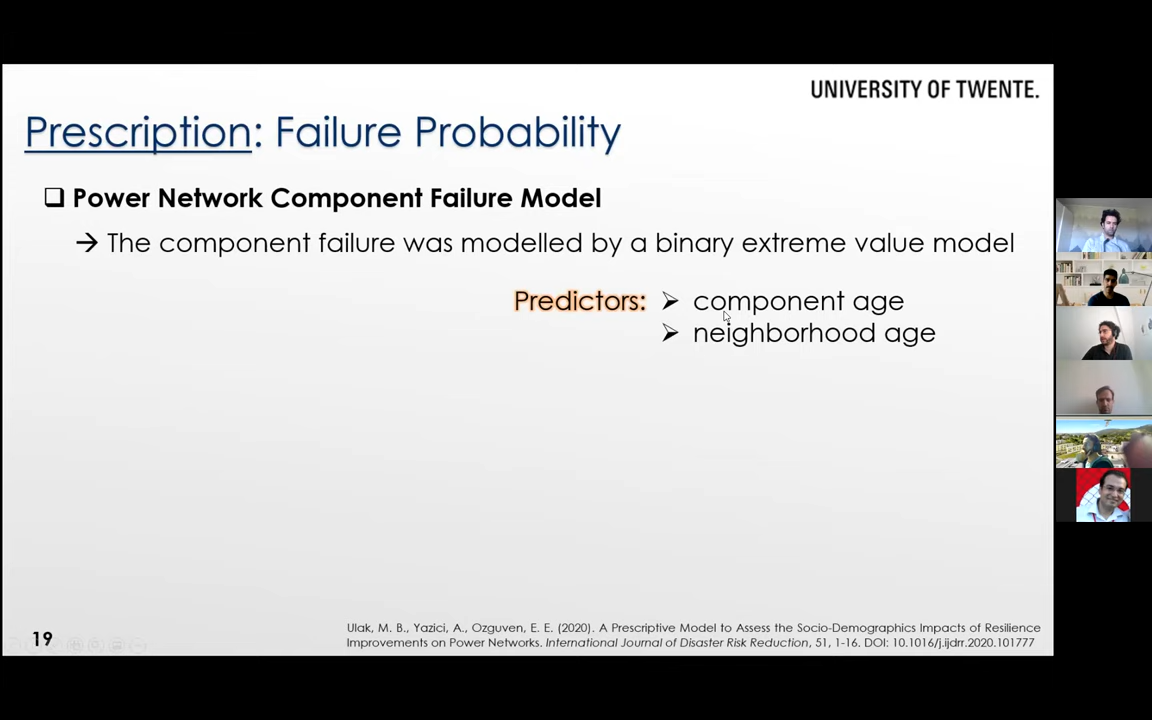 UNIVERSITY OF TWENTE.
Prescription: Failure Probability
Power Network Component Failure Model
→ The component failure was modelled by a binary extreme value model
Predictors: ➢ component age
➢ neighborhood age
Ulak, M. B., Yazici, A., Ozguven, E. E. (2020). A Prescriptive Model to Assess the Socio-Demographics Impacts of Resilience
Improvements on Power Networks. International Journal of Disaster Risk Reduction, 51, 1-16. DOI: 10.1016/j.ijdrr.2020.101777
19